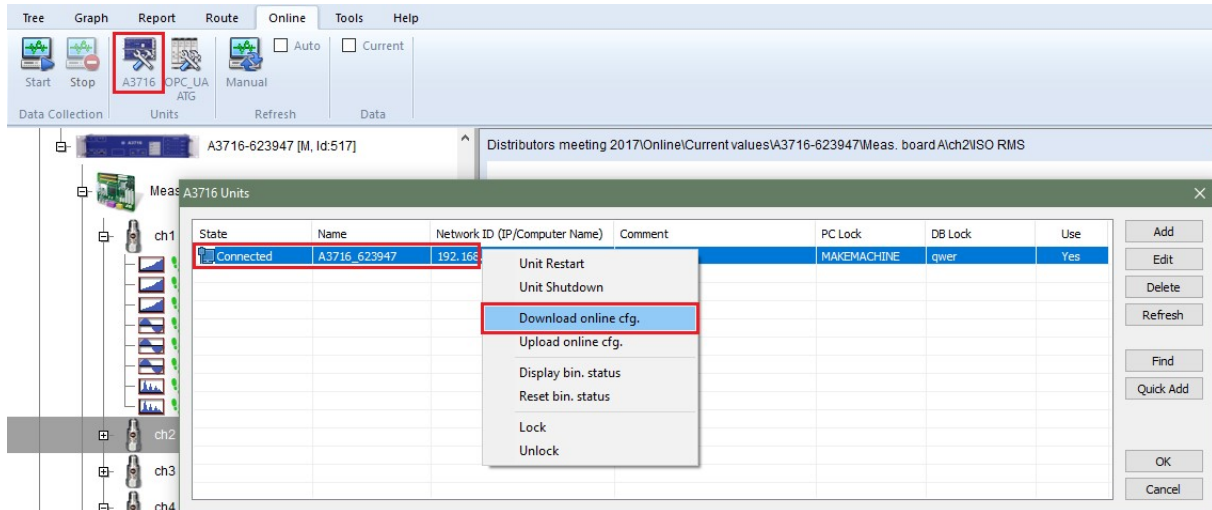 Tree Graph Report Route Online Tools Help
Auto Current
Start Stop A3716 OPC_UA ATG Manual
Data Collection Units Refresh Data
A3716-623947 [M, Id:517]
Distributors meeting 2017\Online\Current values\A3716-623947\Meas. board A\ch2\ISO RMS
Meas
A3716 Units
ch1
State Name Network ID (IP/Computer Name) Comment PC Lock DB Lock Use
Connected A3716_623947 192.168. MAKEMACHINE qwer Yes
Add
Edit
Delete
Refresh
Find
Quick Add
OK
Cancel
Unit Restart
Unit Shutdown
Download online cfg.
Upload online cfg.
Display bin. status
Reset bin. status
Lock
Unlock
ch2
ch3
ch4